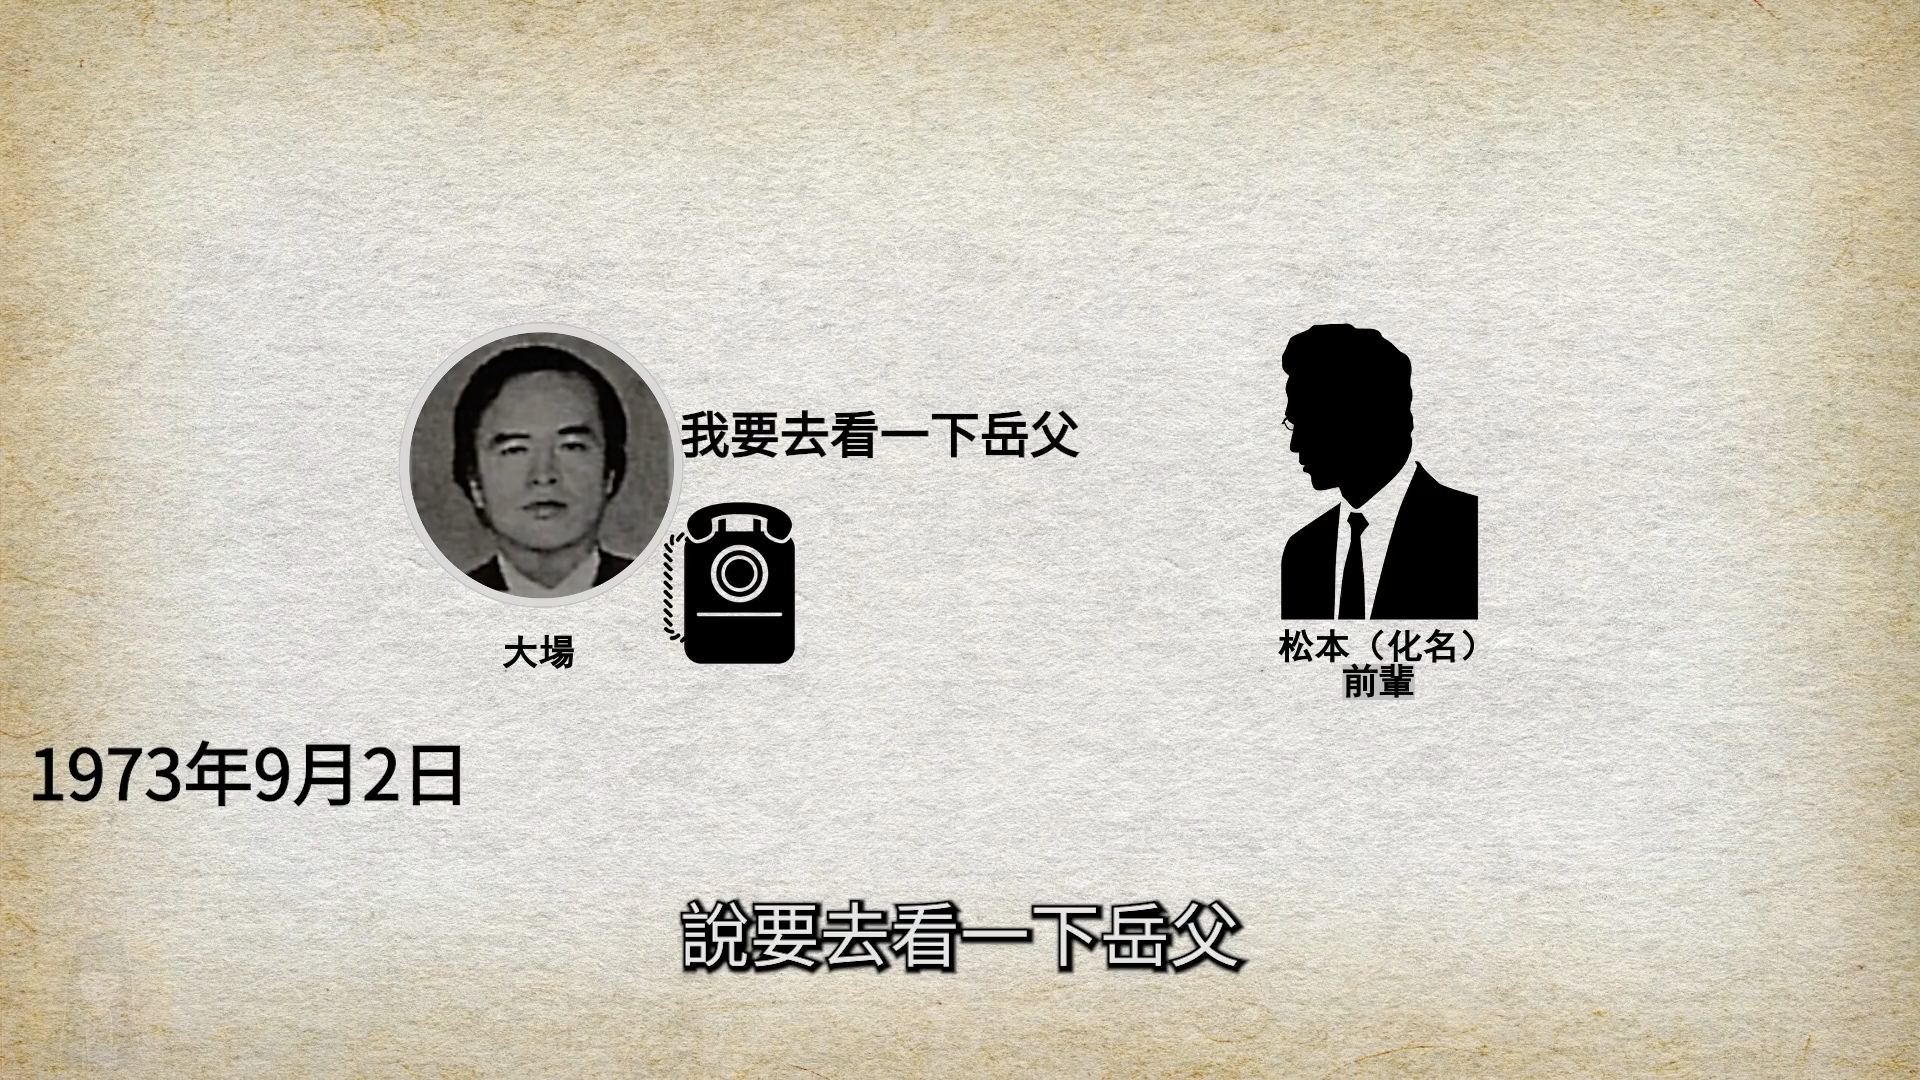 我要去看一下岳父
大場
松本（化名）
前輩
1973年9月2日
說要去看一下岳父